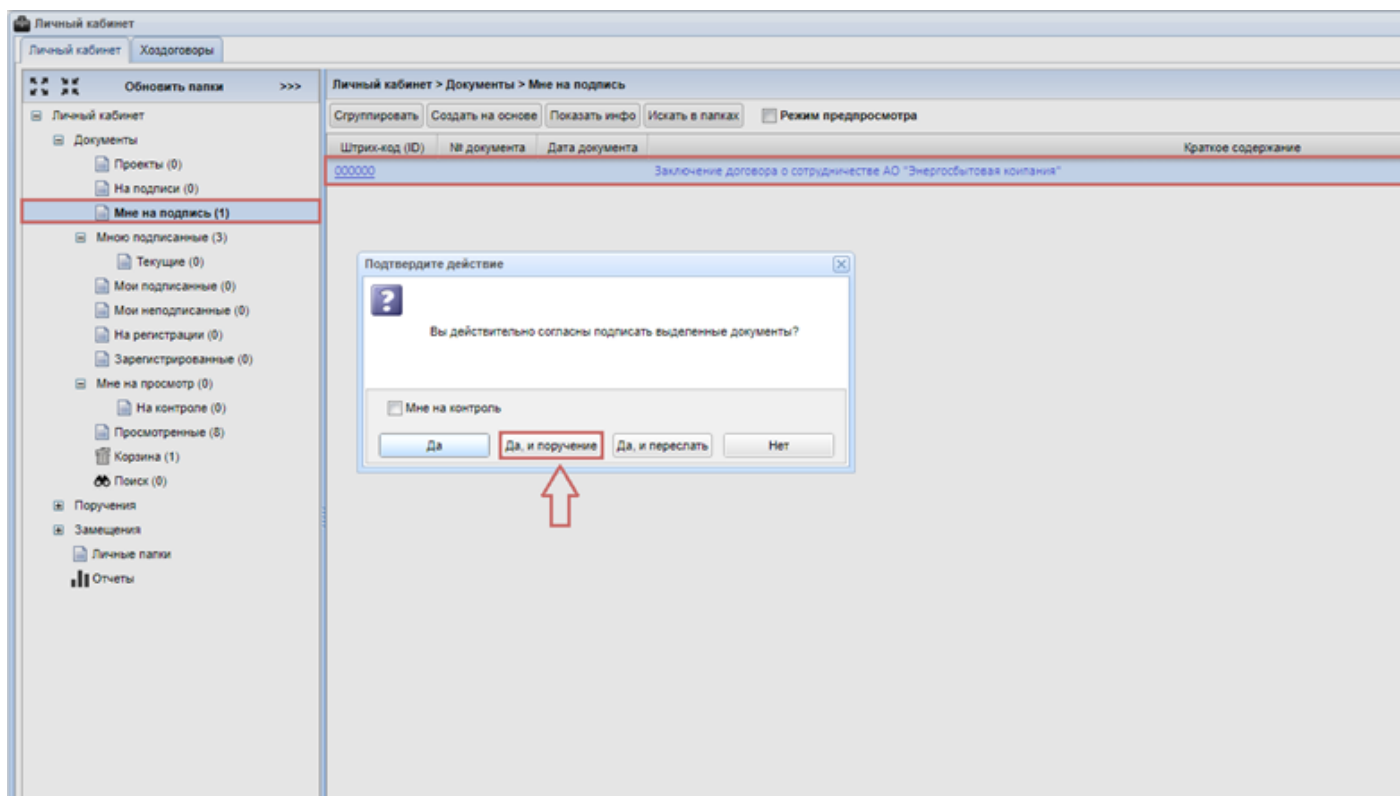 Личный кабинет
Личный кабинет Хоздоговоры
Обновить папки >>>
Личный кабинет
Документы
Проекты (0)
На подписи (0)
Мне на подпись (1)
Мною подписанные (3)
Текущие (0)
Мои подписанные (0)
Мои неподписанные (0)
На регистрации (0)
Зарегистрированные (0)
Мне на просмотр (0)
На контроле (0)
Просмотренные (8)
Корзина (1)
Поиск (0)
Поручения
Замещения
Личные папки
Отчеты
Личный кабинет > Документы > Мне на подпись
Сгруппировать Создать на основе Показать инфо Искать в папках Режим предпросмотра
Штрих-код (ID) № документа Дата документа Краткое содержание
000000 Заключение договора о сотрудничестве АО "Энергосбытовая компания"
Подтвердите действие
Вы действительно согласны подписать выделенные документы?
Мне на контроль
Да Да, и поручение Да, и переслать Нет